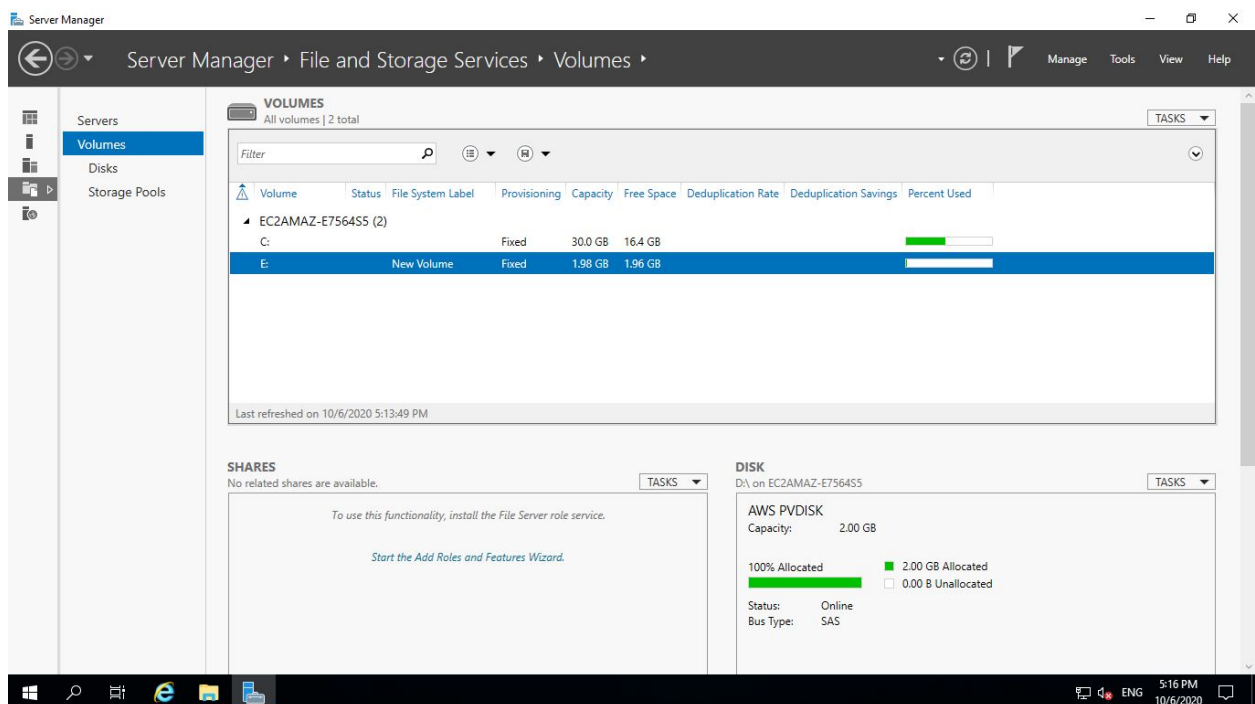 Server Manager
Server Manager ‣ File and Storage Services ‣ Volumes ‣
Manage Tools View Help
Servers
Volumes
Disks
Storage Pools
VOLUMES
All volumes | 2 total
TASKS
Filter
Volume Status File System Label Provisioning Capacity Free Space Deduplication Rate Deduplication Savings Percent Used
EC2AMAZ-E7564S5 (2)
C: Fixed 30.0 GB 16.4 GB
E: New Volume Fixed 1.98 GB 1.96 GB
Last refreshed on 10/6/2020 5:13:49 PM
SHARES
No related shares are available.
TASKS
To use this functionality, install the File Server role service.
Start the Add Roles and Features Wizard.
DISK
D:\ on EC2AMAZ-E7564S5
TASKS
AWS PVDISK
Capacity: 2.00 GB
100% Allocated
2.00 GB Allocated
0.00 B Unallocated
Status: Online
Bus Type: SAS
ENG
5:16 PM
10/6/2020